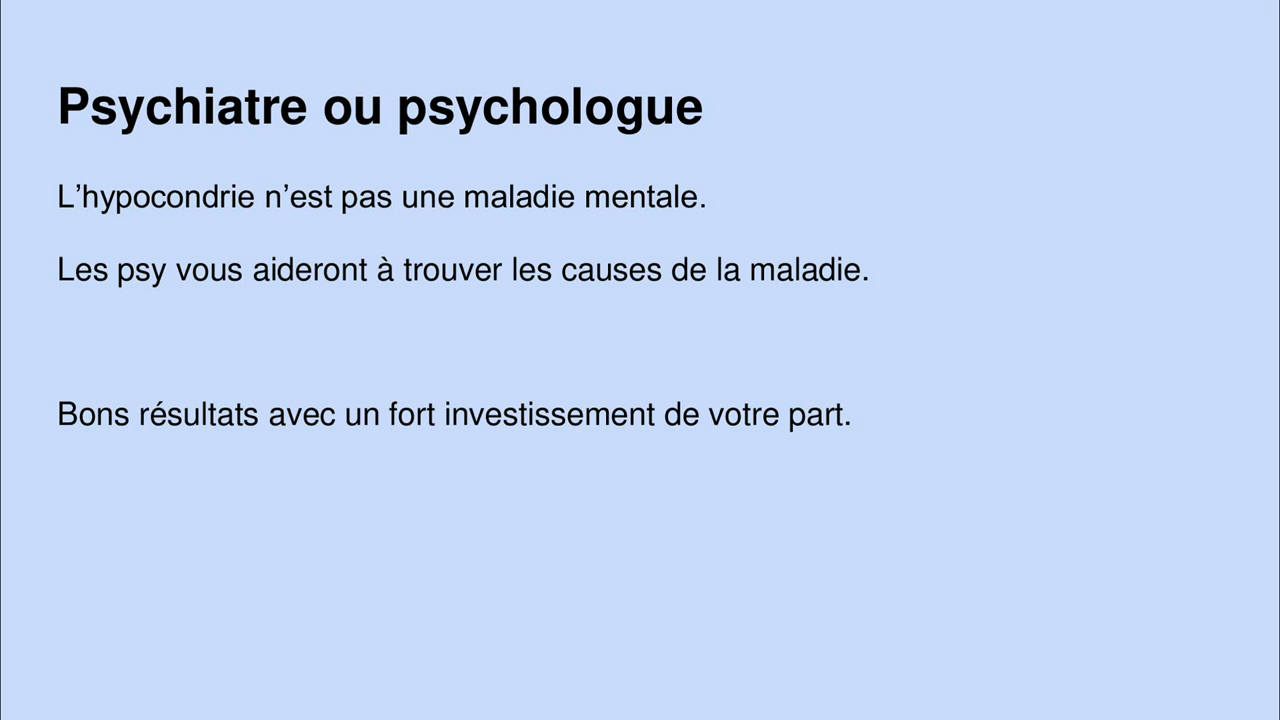 Psychiatre ou psychologue
L’hypocondrie n’est pas une maladie mentale.
Les psy vous aideront à trouver les causes de la maladie.
Bons résultats avec un fort investissement de votre part.